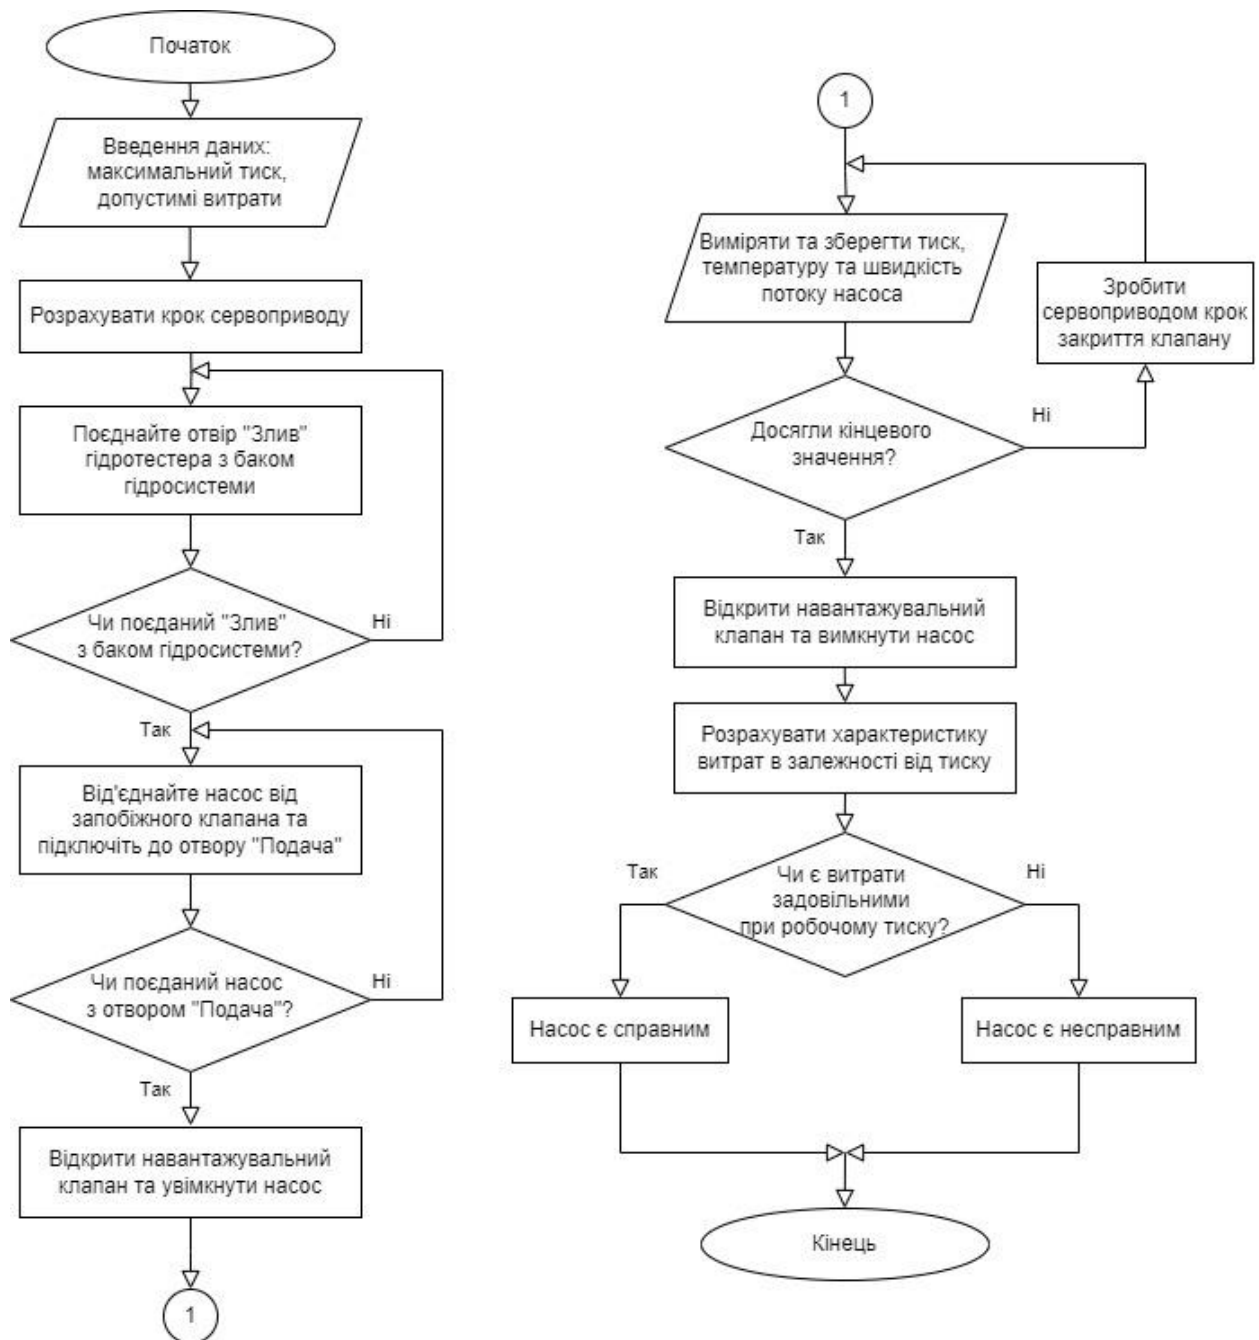 Початок
Введення даних:
максимальний тиск,
допустимі витрати
Розрахувати крок сервоприводу
Поєднайте отвір "Злив"
гідротестера з баком
гідросистеми
Чи поєданий "Злив"
з баком гідросистеми?
Ні
Так
Від'єднайте насос від
запобіжного клапана та
підключіть до отвору "Подача"
Чи поєданий насос
з отвором "Подача"?
Ні
Так
Відкрити навантажувальний
клапан та увімкнути насос
1
1
Виміряти та зберегти тиск,
температуру та швидкість
потоку насоса
Зробити
сервоприводом крок
закриття клапану
Досягли кінцевого
значення?
Ні
Так
Відкрити навантажувальний
клапан та вимкнути насос
Розрахувати характеристику
витрат в залежності від тиску
Чи є витрати
задовільними
при робочому тиску?
Так
Ні
Насос є справним
Насос є несправним
Кінець